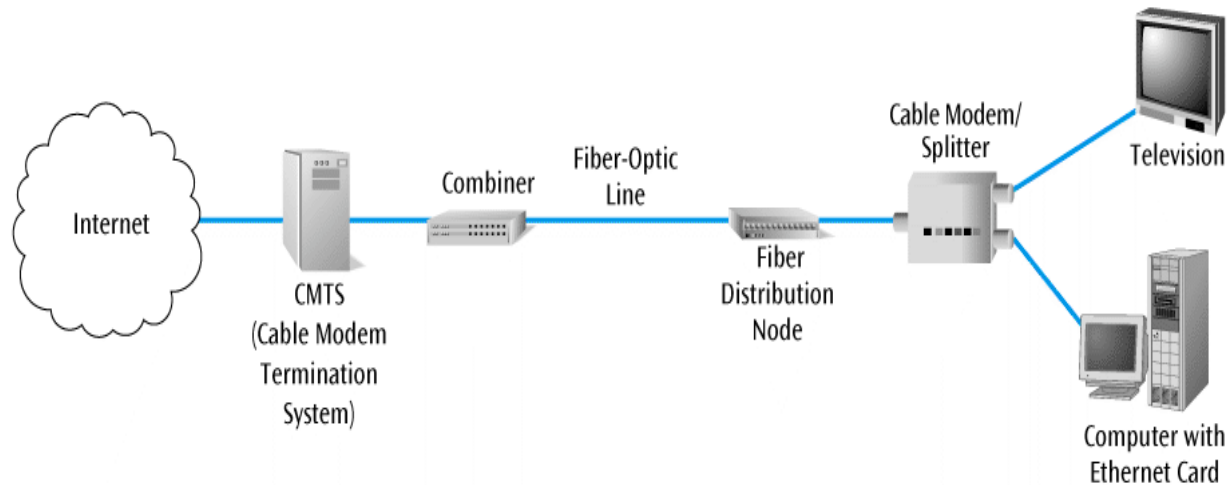 Internet
CMTS
(Cable Modem
Termination
System)
Combiner
Fiber-Optic
Line
Fiber
Distribution
Node
Cable Modem/
Splitter
Television
Computer with
Ethernet Card